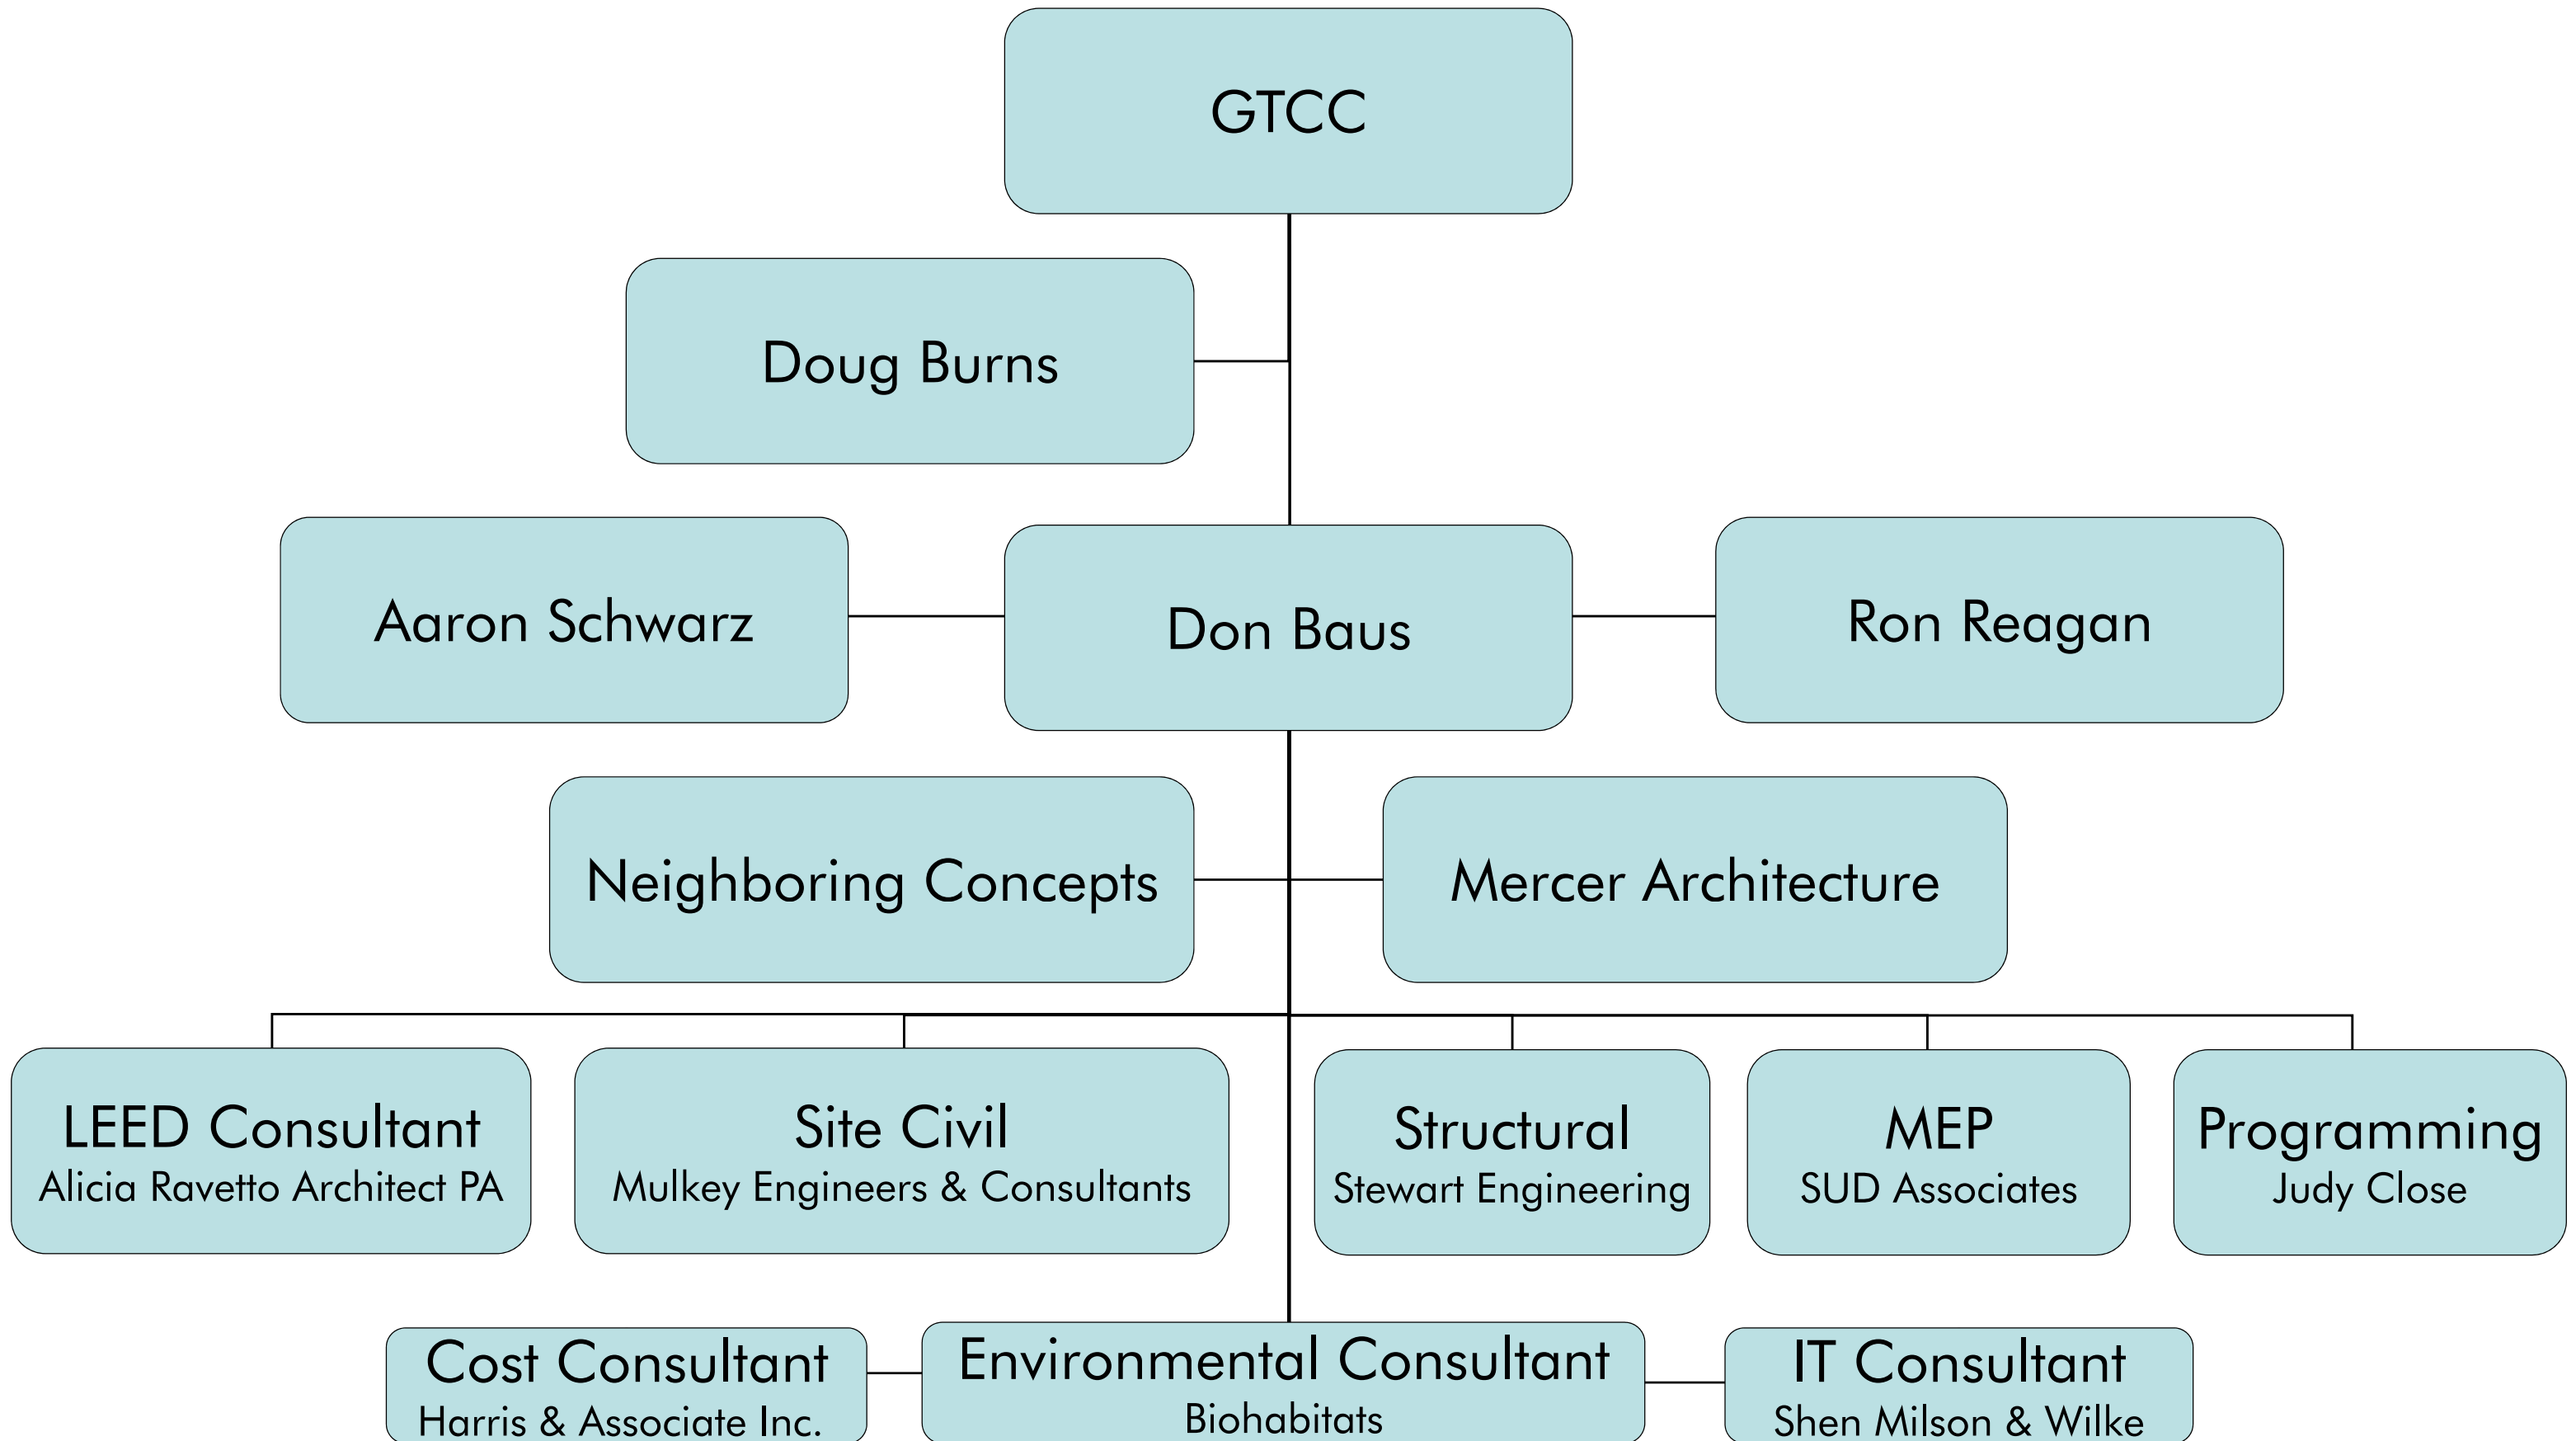 GTCC
Doug Burns
Aaron Schwarz
Don Baus
Ron Reagan
Neighboring Concepts
Mercer Architecture
LEED Consultant
Alicia Ravetto Architect PA
Site Civil
Mulkey Engineers & Consultants
Structural
Stewart Engineering
MEP
SUD Associates
Programming
Judy Close
Cost Consultant
Harris & Associate Inc.
Environmental Consultant
Biohabitats
IT Consultant
Shen Milson & Wilke